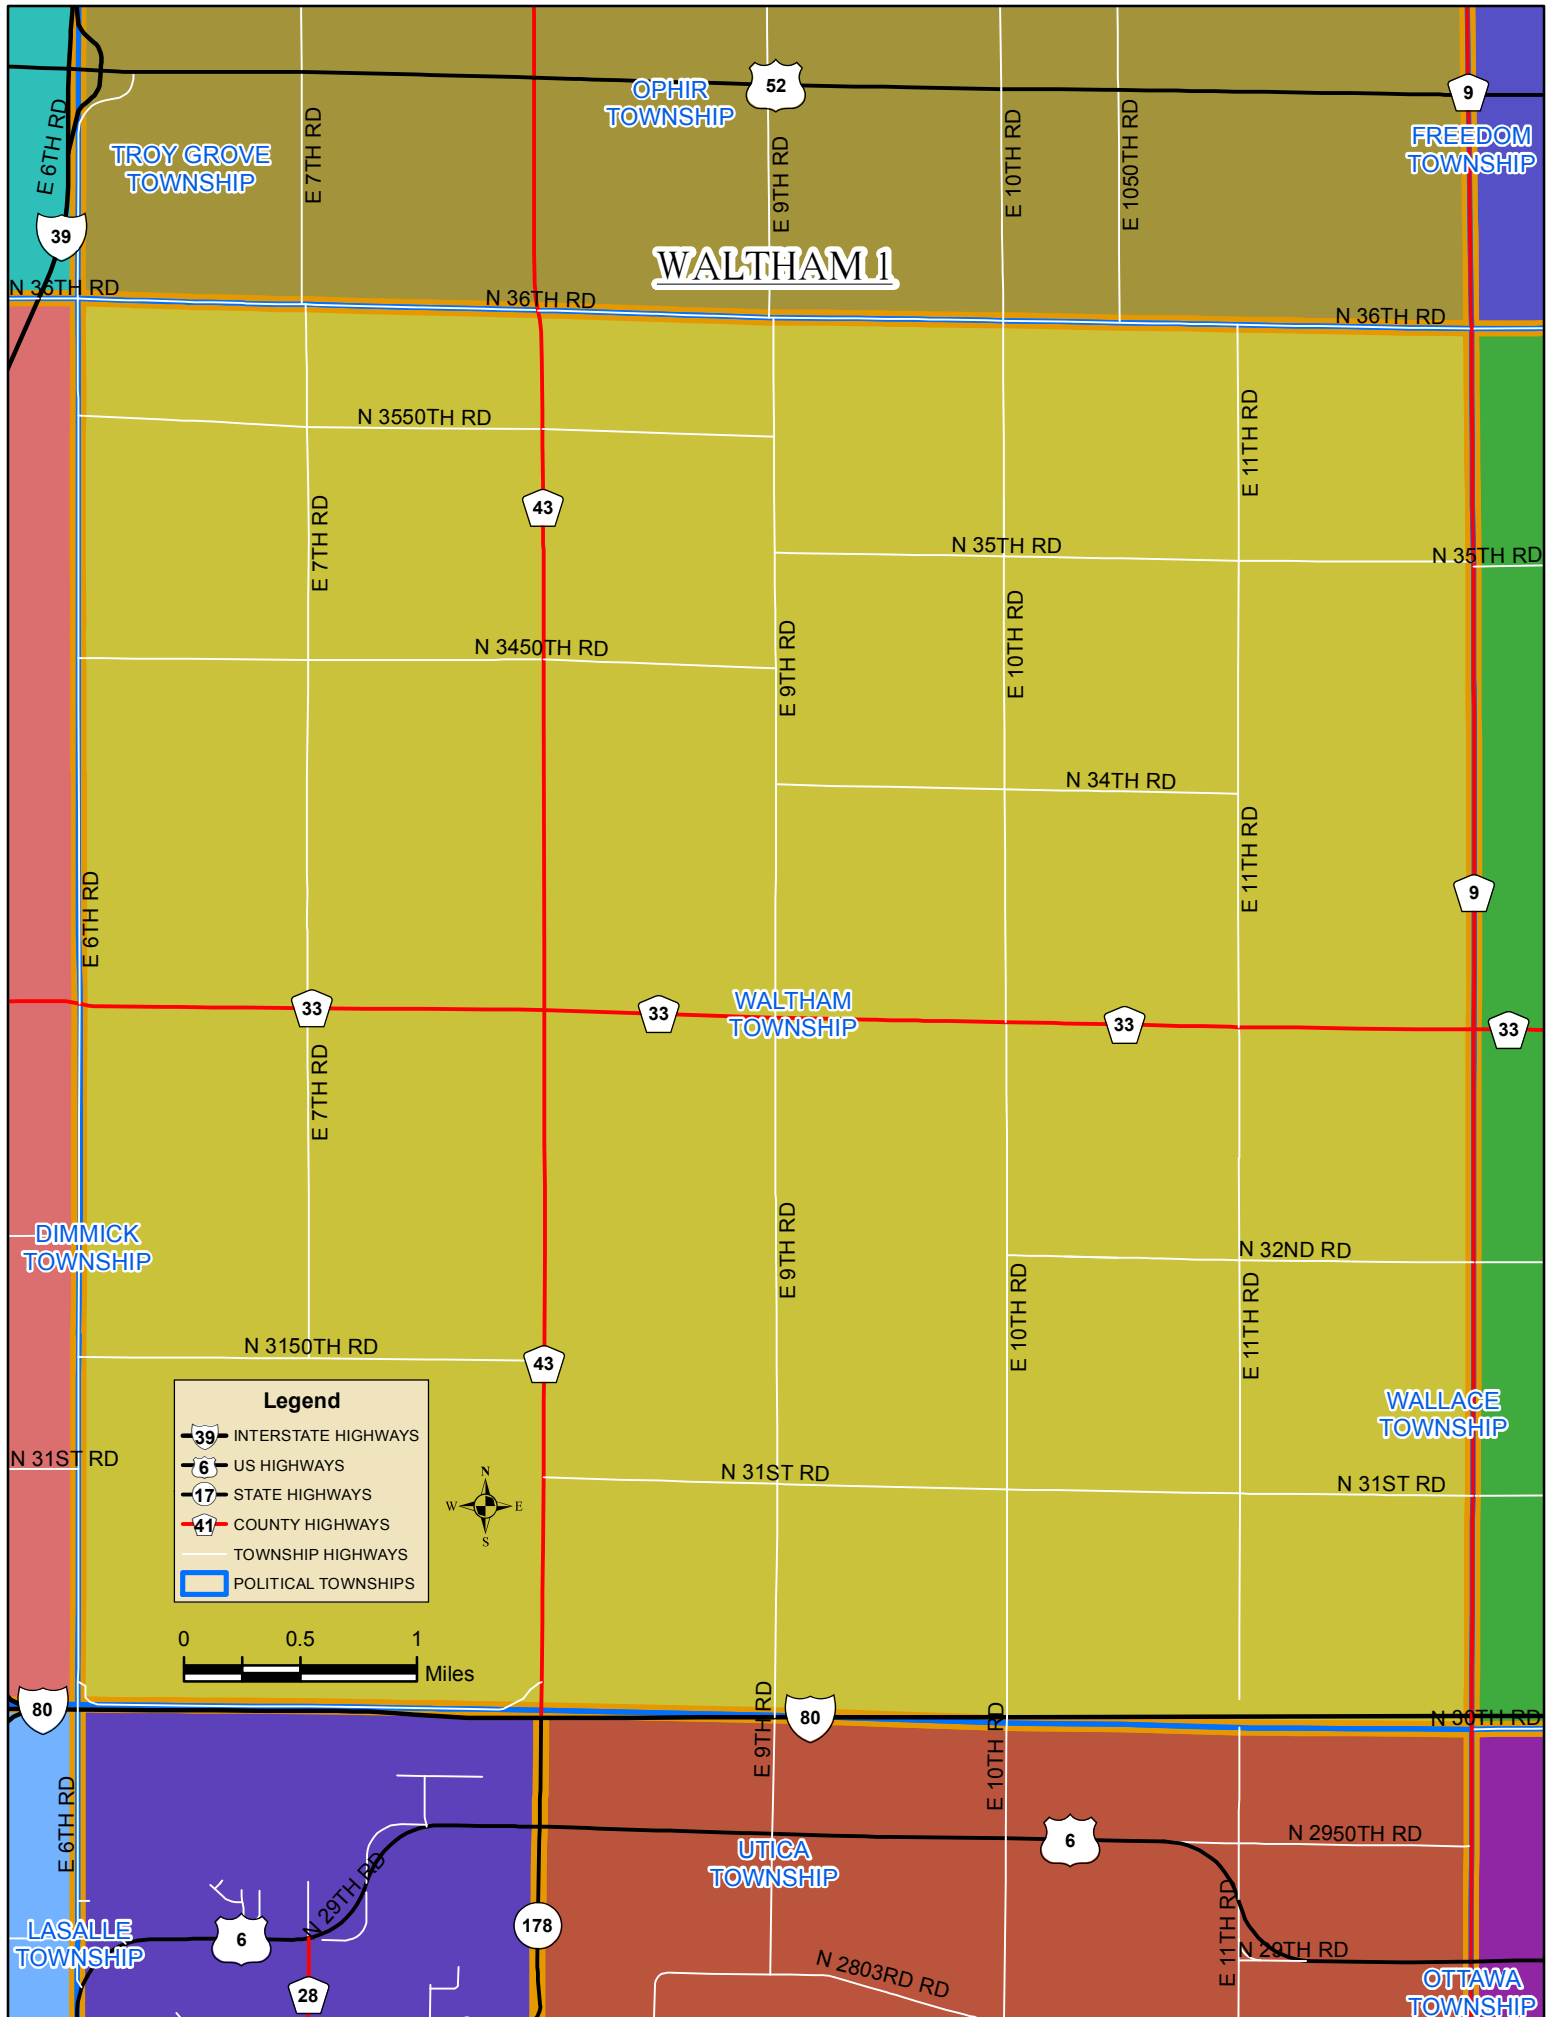 52
OPHIR
TOWNSHIP
9
E 6TH RD
TROY GROVE
TOWNSHIP
E 7TH RD
E 9TH RD
E 10TH RD
E 1050TH RD
FREEDOM
TOWNSHIP
39
WALTHAM 1
N 36TH RD
N 36TH RD
N 36TH RD
N 3550TH RD
E 11TH RD
43
E 7TH RD
N 35TH RD
N 35TH RD
N 3450TH RD
E 9TH RD
E 10TH RD
N 34TH RD
E 11TH RD
9
E 6TH RD
33
33
WALTHAM
TOWNSHIP
33
33
E 7TH RD
DIMMICK
TOWNSHIP
E 9TH RD
N 32ND RD
E 10TH RD
E 11TH RD
N 3150TH RD
43
Legend
39 INTERSTATE HIGHWAYS
6 US HIGHWAYS
17 STATE HIGHWAYS
41 COUNTY HIGHWAYS
TOWNSHIP HIGHWAYS
POLITICAL TOWNSHIPS
WALLACE
TOWNSHIP
N 31ST RD
N 31ST RD
N 31ST RD
N
W E
S
0 0.5 1
Miles
80
80
N 30TH RD
E 9TH RD
E 10TH RD
E 6TH RD
N 29TH RD
UTICA
TOWNSHIP
6
N 2950TH RD
E 11TH RD
LASALLE
TOWNSHIP
6
178
N 29TH RD
N 2803RD RD
28
OTTAWA
TOWNSHIP